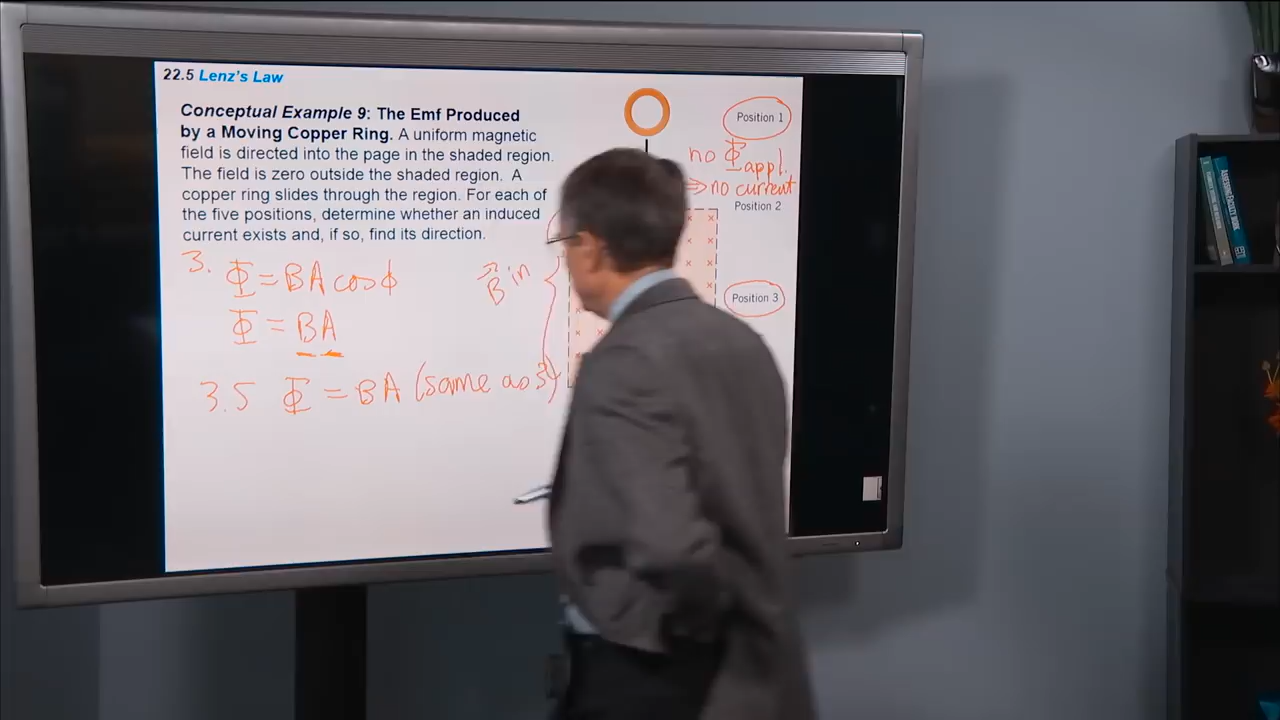 22.5 Lenz's Law
Conceptual Example 9: The Emf Produced
by a Moving Copper Ring. A uniform magnetic
field is directed into the page in the shaded region.
The field is zero outside the shaded region. A
copper ring slides through the region. For each of
the five positions, determine whether an induced
current exists and, if so, find its direction.
Position 1
no Φ appl.
⇒ no current
Position 2
Position 3
3. Φ = BA cos ϕ
B⃗ in
Φ = BA
3.5 Φ = BA (same as 3)